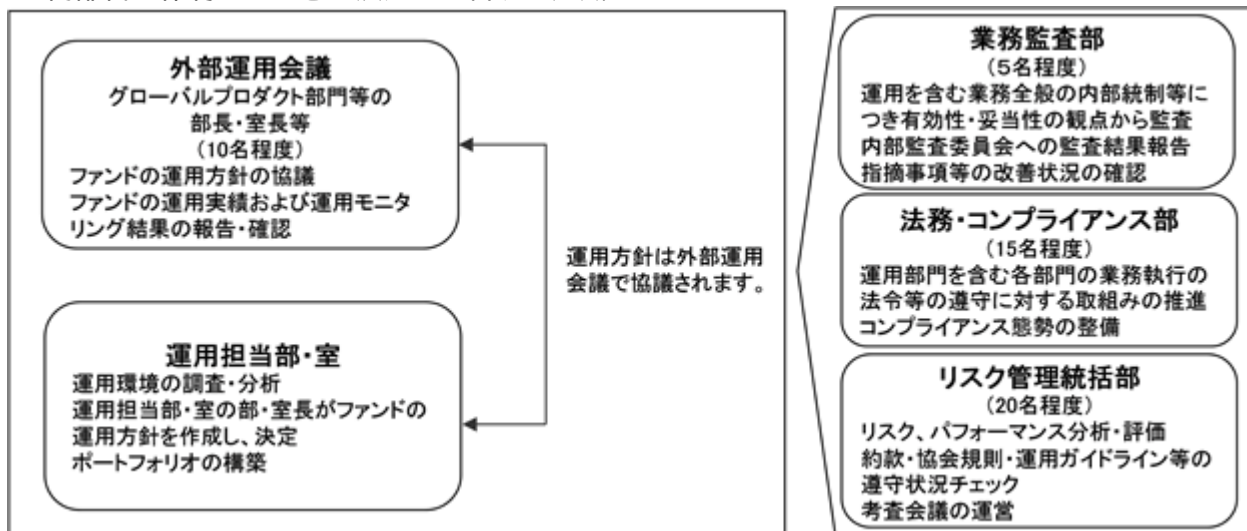 外部運用会議
グローバルプロダクト部門等の
部長・室長等
(10名程度)
ファンドの運用方針の協議
ファンドの運用実績および運用モニタ
リング結果の報告・確認
運用方針は外部運用
会議で協議されます。
運用担当部・室
運用環境の調査・分析
運用担当部・室の部・室長がファンドの
運用方針を作成し、決定
ポートフォリオの構築
業務監査部
(5名程度)
運用を含む業務全般の内部統制等に
つき有効性・妥当性の観点から監査
内部監査委員会への監査結果報告
指摘事項等の改善状況の確認
法務・コンプライアンス部
(15名程度)
運用部門を含む各部門の業務執行の
法令等の遵守に対する取組みの推進
コンプライアンス態勢の整備
リスク管理統括部
(20名程度)
リスク、パフォーマンス分析・評価
約款・協会規則・運用ガイドライン等の
遵守状況チェック
考査会議の運営